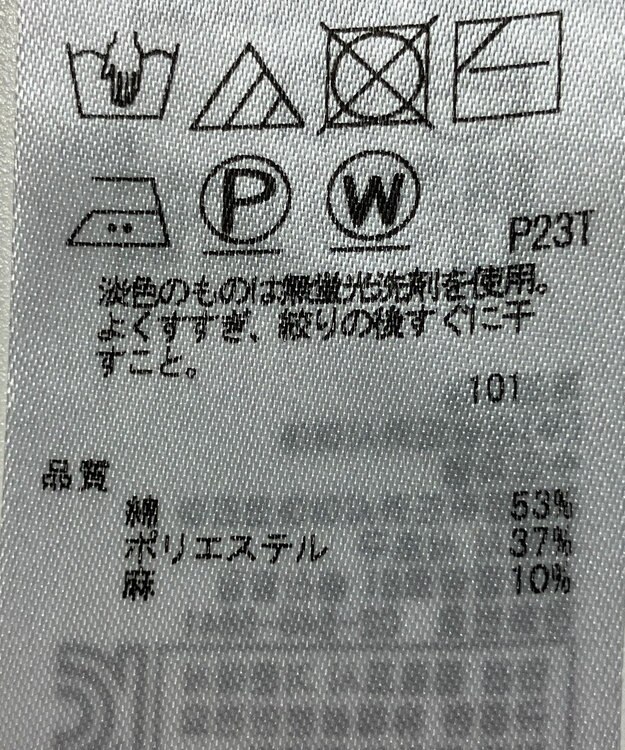 P W P23T
淡色のものは無蛍光洗剤を使用。
よくすすぎ、絞りの後すぐに干
すこと。
101
品質
綿 53%
ポリエステル 37%
麻 10%